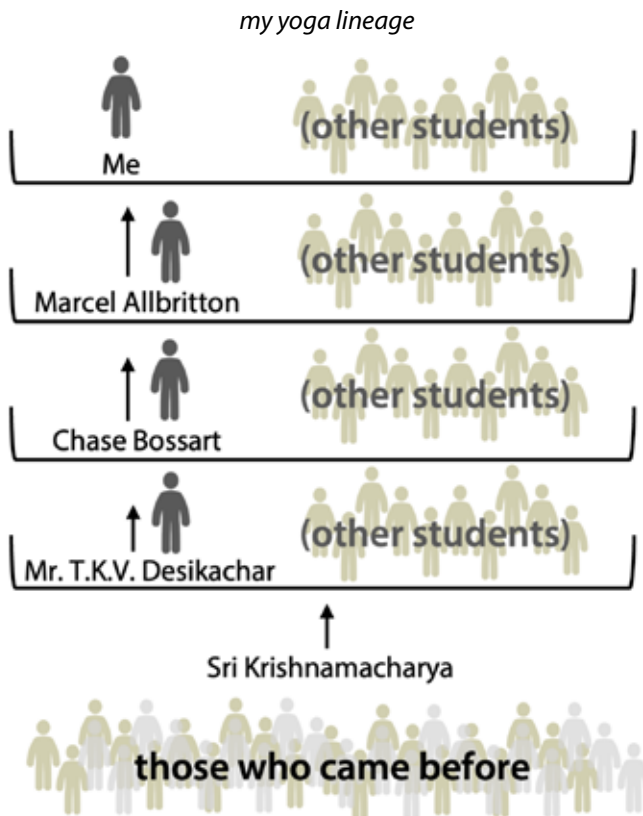 my yoga lineage
(other students)
Me
(other students)
Marcel Allbritton
(other students)
Chase Bossart
(other students)
Mr. T.K.V. Desikachar
Sri Krishnamacharya
those who came before